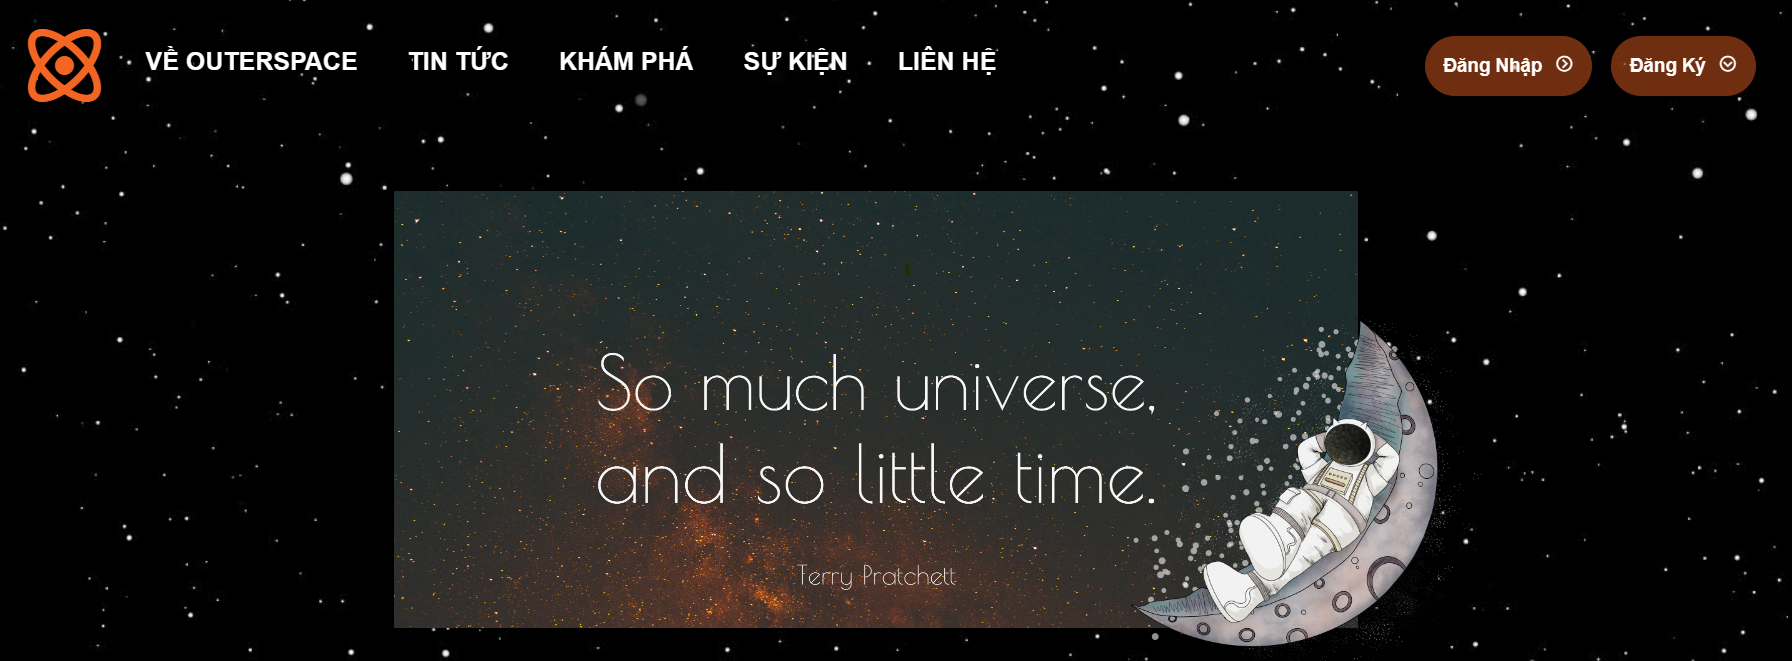 VỀ OUTERSPACE
TIN TỨC
KHÁM PHÁ
SỰ KIỆN
LIÊN HỆ
Đăng Nhập
Đăng Ký
So much universe,
and so little time.
Terry Pratchett